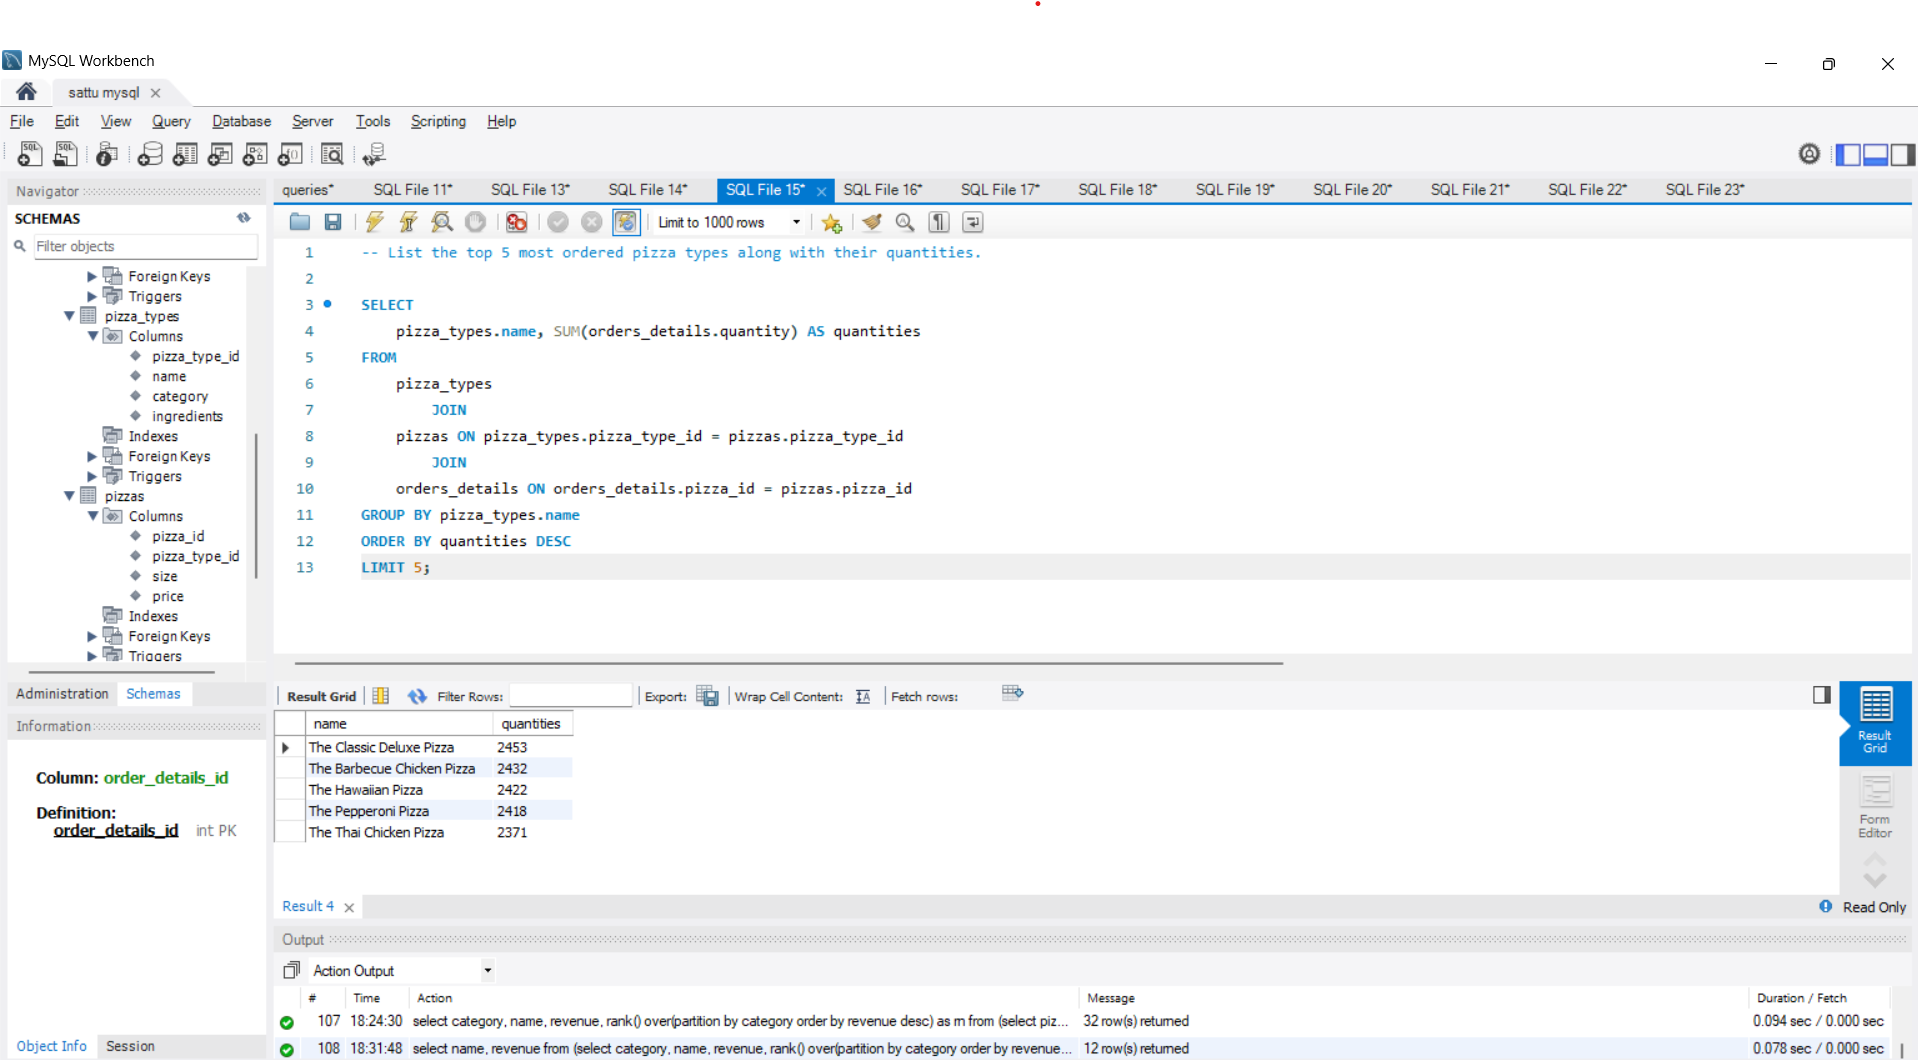 MySQL Workbench
sattu mysql
File Edit View Query Database Server Tools Scripting Help
Navigator
SCHEMAS
Filter objects
Foreign Keys
Triggers
pizza_types
Columns
pizza_type_id
name
category
ingredients
Indexes
Foreign Keys
Triggers
pizzas
Columns
pizza_id
pizza_type_id
size
price
Indexes
Foreign Keys
Triggers
Administration Schemas
Information
Column: order_details_id
Definition:
order_details_id int PK
Object Info Session
queries* SQL File 11* SQL File 13* SQL File 14* SQL File 15* SQL File 16* SQL File 17* SQL File 18* SQL File 19* SQL File 20* SQL File 21* SQL File 22* SQL File 23*
Limit to 1000 rows
1 -- List the top 5 most ordered pizza types along with their quantities.
2
3 SELECT
4 pizza_types.name, SUM(orders_details.quantity) AS quantities
5 FROM
6 pizza_types
7 JOIN
8 pizzas ON pizza_types.pizza_type_id = pizzas.pizza_type_id
9 JOIN
10 orders_details ON orders_details.pizza_id = pizzas.pizza_id
11 GROUP BY pizza_types.name
12 ORDER BY quantities DESC
13 LIMIT 5;
Result Grid Filter Rows: Export: Wrap Cell Content: Fetch rows:
name quantities
The Classic Deluxe Pizza 2453
The Barbecue Chicken Pizza 2432
The Hawaiian Pizza 2422
The Pepperoni Pizza 2418
The Thai Chicken Pizza 2371
Result
Grid
Form
Editor
Result 4
Read Only
Output
Action Output
# Time Action Message Duration / Fetch
107 18:24:30 select category, name, revenue, rank() over(partition by category order by revenue desc) as rn from (select piz... 32 row(s) returned 0.094 sec / 0.000 sec
108 18:31:48 select name, revenue from (select category, name, revenue, rank() over(partition by category order by revenue... 12 row(s) returned 0.078 sec / 0.000 sec